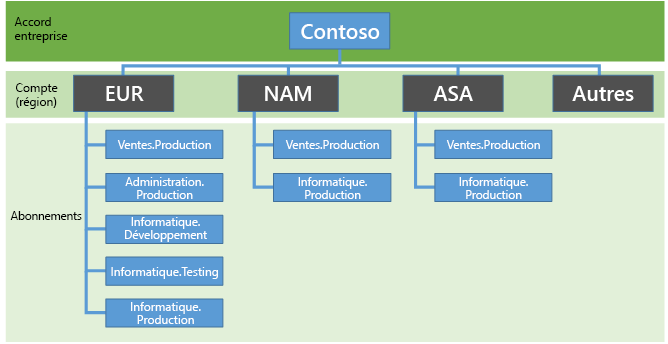 Accord
entreprise
Contoso
Compte
(région)
EUR
NAM
ASA
Autres
Abonnements
Ventes.Production
Administration.
Production
Informatique.
Développement
Informatique.Testing
Informatique.
Production
Ventes.Production
Informatique.
Production
Ventes.Production
Informatique.
Production